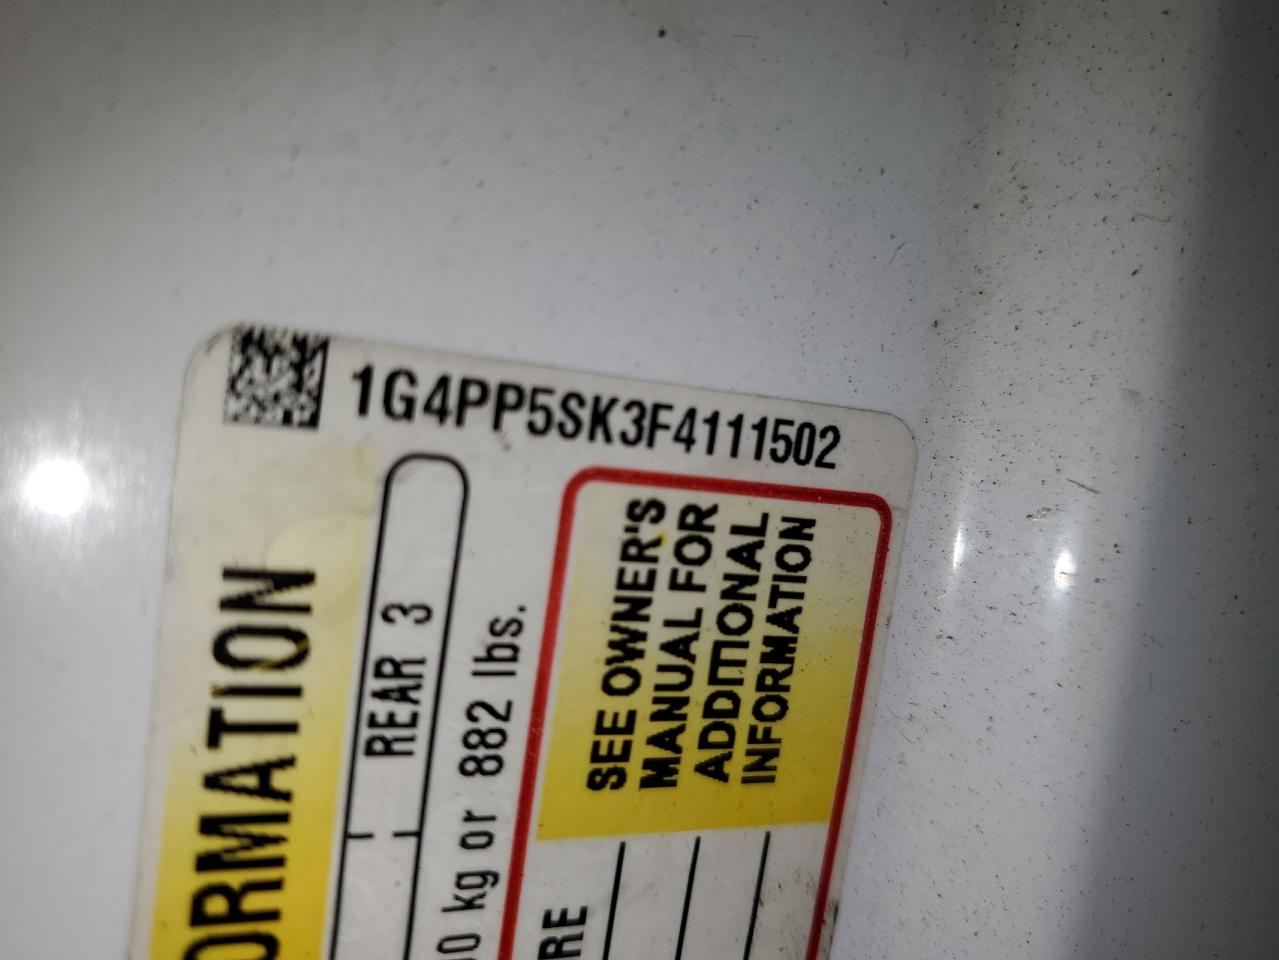 1G4PP5SK3F4111502
ORMATION
REAR 3
0 kg or 882 lbs.
SEE OWNER'S
MANUAL FOR
ADDITIONAL
INFORMATION
RE